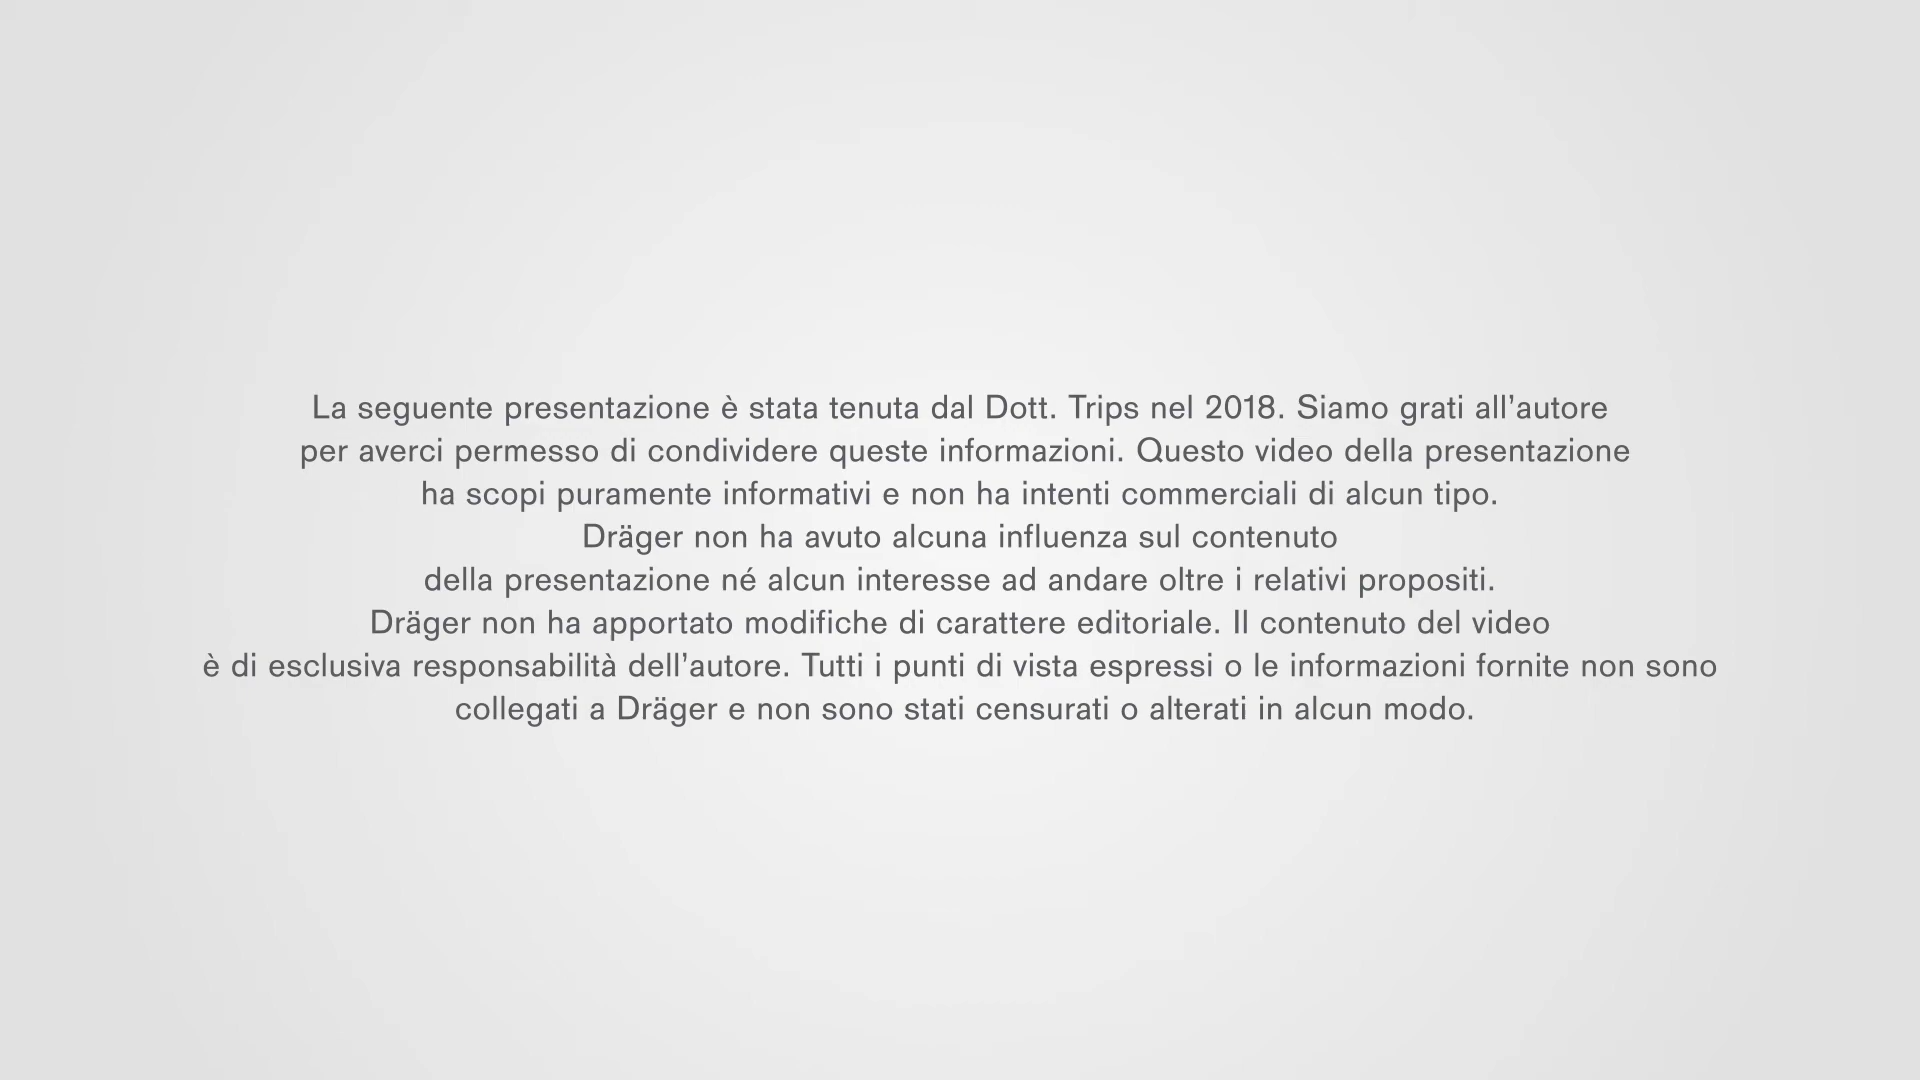 La seguente presentazione è stata tenuta dal Dott. Trips nel 2018. Siamo grati all’autore
per averci permesso di condividere queste informazioni. Questo video della presentazione
ha scopi puramente informativi e non ha intenti commerciali di alcun tipo.
Dräger non ha avuto alcuna influenza sul contenuto
della presentazione né alcun interesse ad andare oltre i relativi propositi.
Dräger non ha apportato modifiche di carattere editoriale. Il contenuto del video
è di esclusiva responsabilità dell’autore. Tutti i punti di vista espressi o le informazioni fornite non sono
collegati a Dräger e non sono stati censurati o alterati in alcun modo.